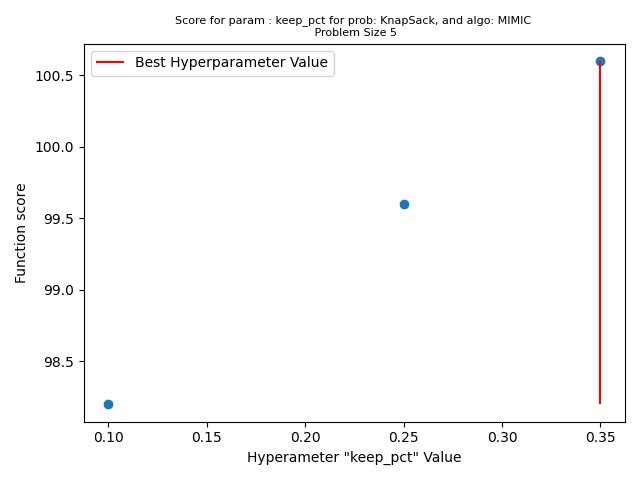 Score for param : keep_pct for prob: KnapSack, and algo: MIMIC
Problem Size 5
Best Hyperparameter Value
100.5
100.0
99.5
99.0
98.5
Function score
0.10 0.15 0.20 0.25 0.30 0.35
Hyperameter "keep_pct" Value